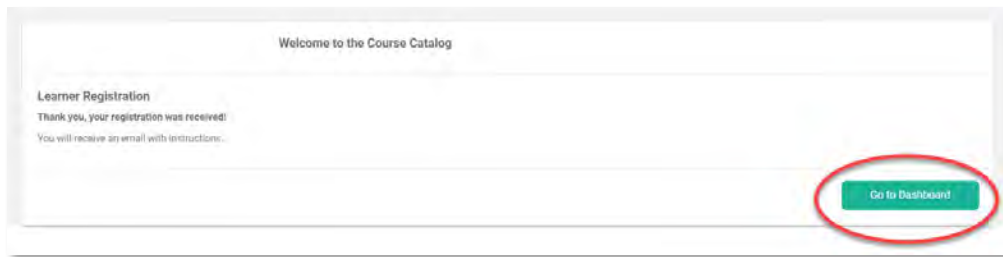 Welcome to the Course Catalog
Learner Registration
Thank you, your registration was received!
You will receive an email with instructions...
Go to Dashboard